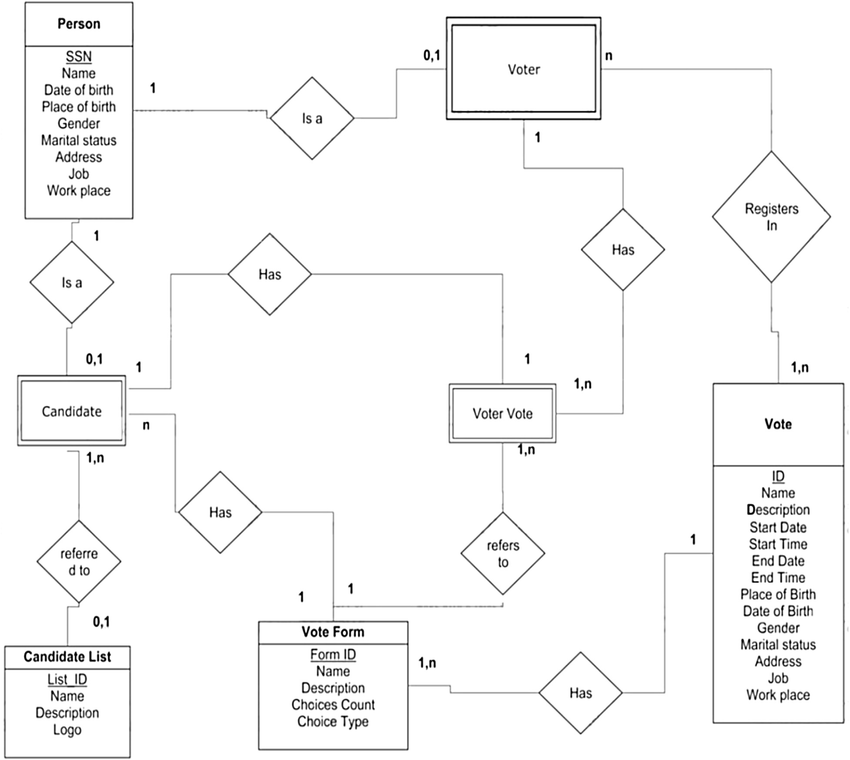 Person
SSN
Name
Date of birth
Place of birth
Gender
Marital status
Address
Job
Work place
1
Is a
0,1
Voter
n
1
Registers
In
Has
1,n
1
Is a
0,1
Has
1
1
1,n
Candidate
n
1,n
Voter Vote
1,n
Has
referre
d to
0,1
refers
to
1
1
Candidate List
List_ID
Name
Description
Logo
Vote Form
Form ID
Name
Description
Choices Count
Choice Type
1,n
Has
1
Vote
ID
Name
Description
Start Date
Start Time
End Date
End Time
Place of Birth
Date of Birth
Gender
Marital status
Address
Job
Work place